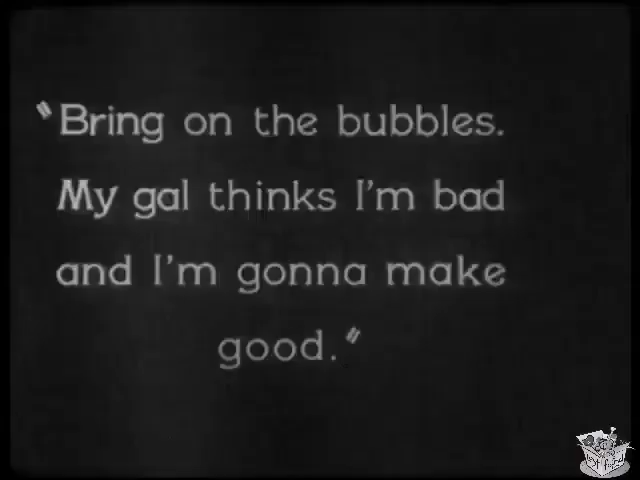 "Bring on the bubbles.
My gal thinks I'm bad
and I'm gonna make
good."